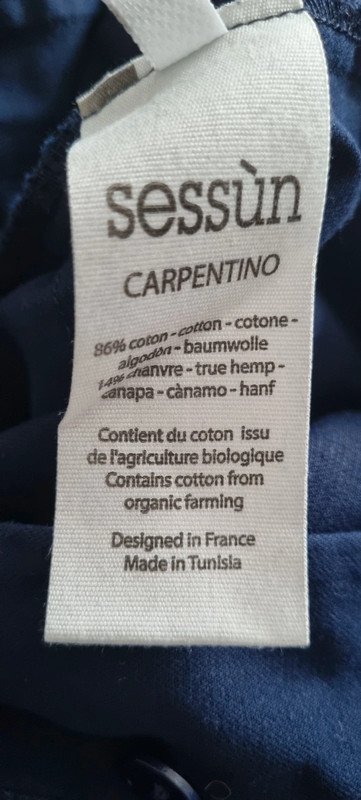 sessùn
CARPENTINO
86% coton - cotton - cotone -
algodòn - baumwolle
14% chanvre - true hemp -
canapa - cànamo - hanf
Contient du coton issu
de l'agriculture biologique
Contains cotton from
organic farming
Designed in France
Made in Tunisia